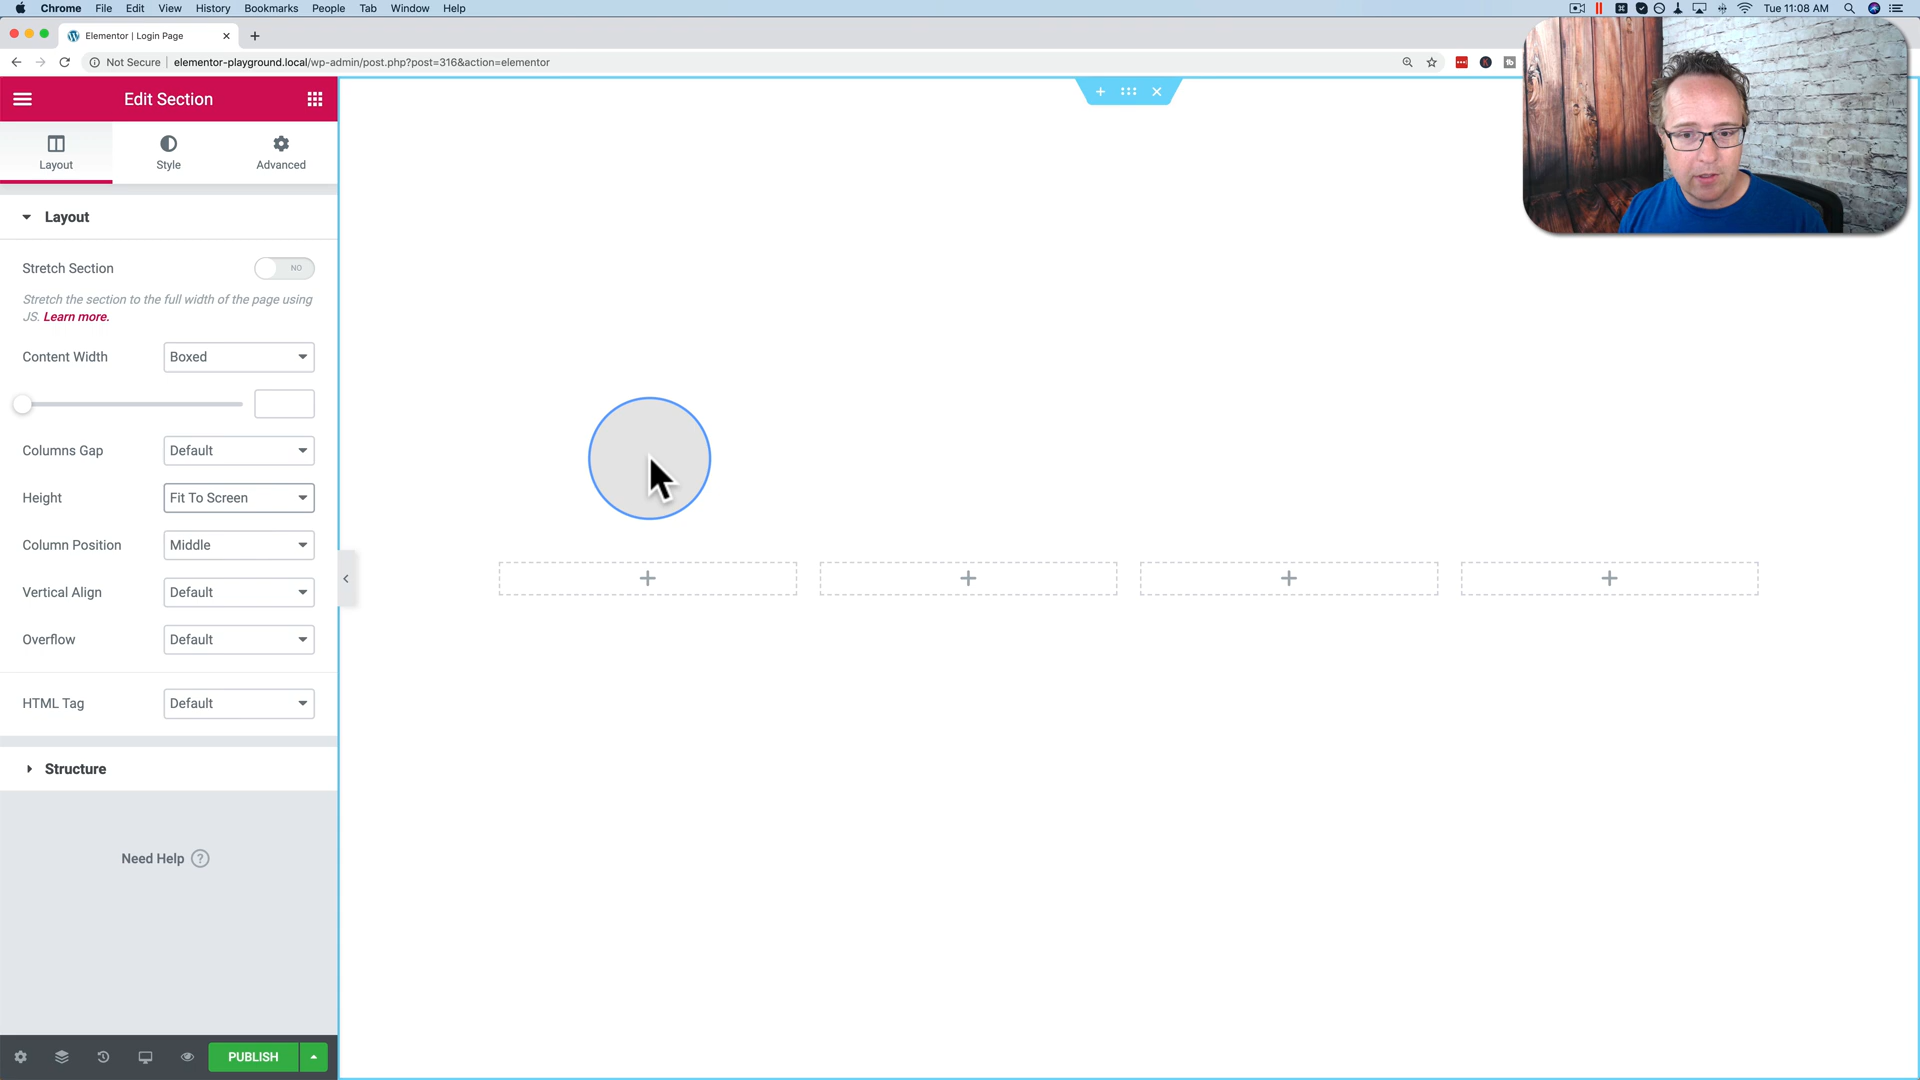 Chrome File Edit View History Bookmarks People Tab Window Help
Tue 11:08 AM
Elementor | Login Page
Not Secure elementor-playground.local/wp-admin/post.php?post=316&action=elementor
Edit Section
Layout Style Advanced
Layout
Stretch Section NO
Stretch the section to the full width of the page using
JS. Learn more.
Content Width Boxed
Columns Gap Default
Height Fit To Screen
Column Position Middle
Vertical Align Default
Overflow Default
HTML Tag Default
Structure
Need Help ?
PUBLISH